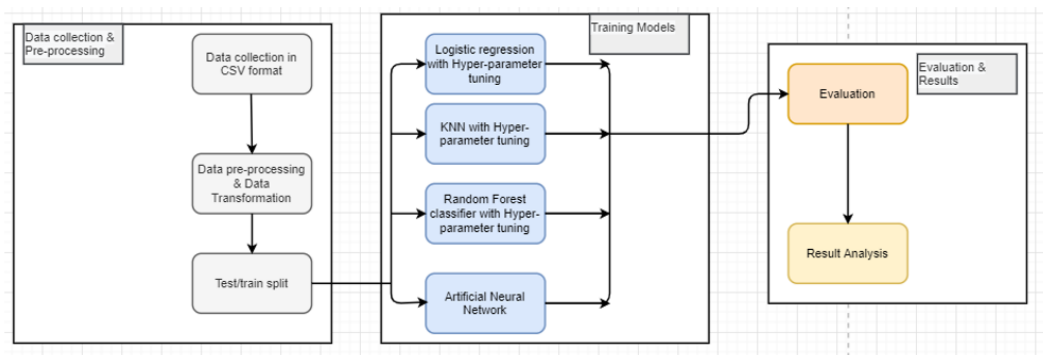 Data collection &
Pre-processing
Data collection in
CSV format
Data pre-processing
& Data
Transformation
Test/train split
Training Models
Logistic regression
with Hyper-parameter
tuning
KNN with Hyper-
parameter tuning
Random Forest
classifier with Hyper-
parameter tuning
Artificial Neural
Network
Evaluation &
Results
Evaluation
Result Analysis